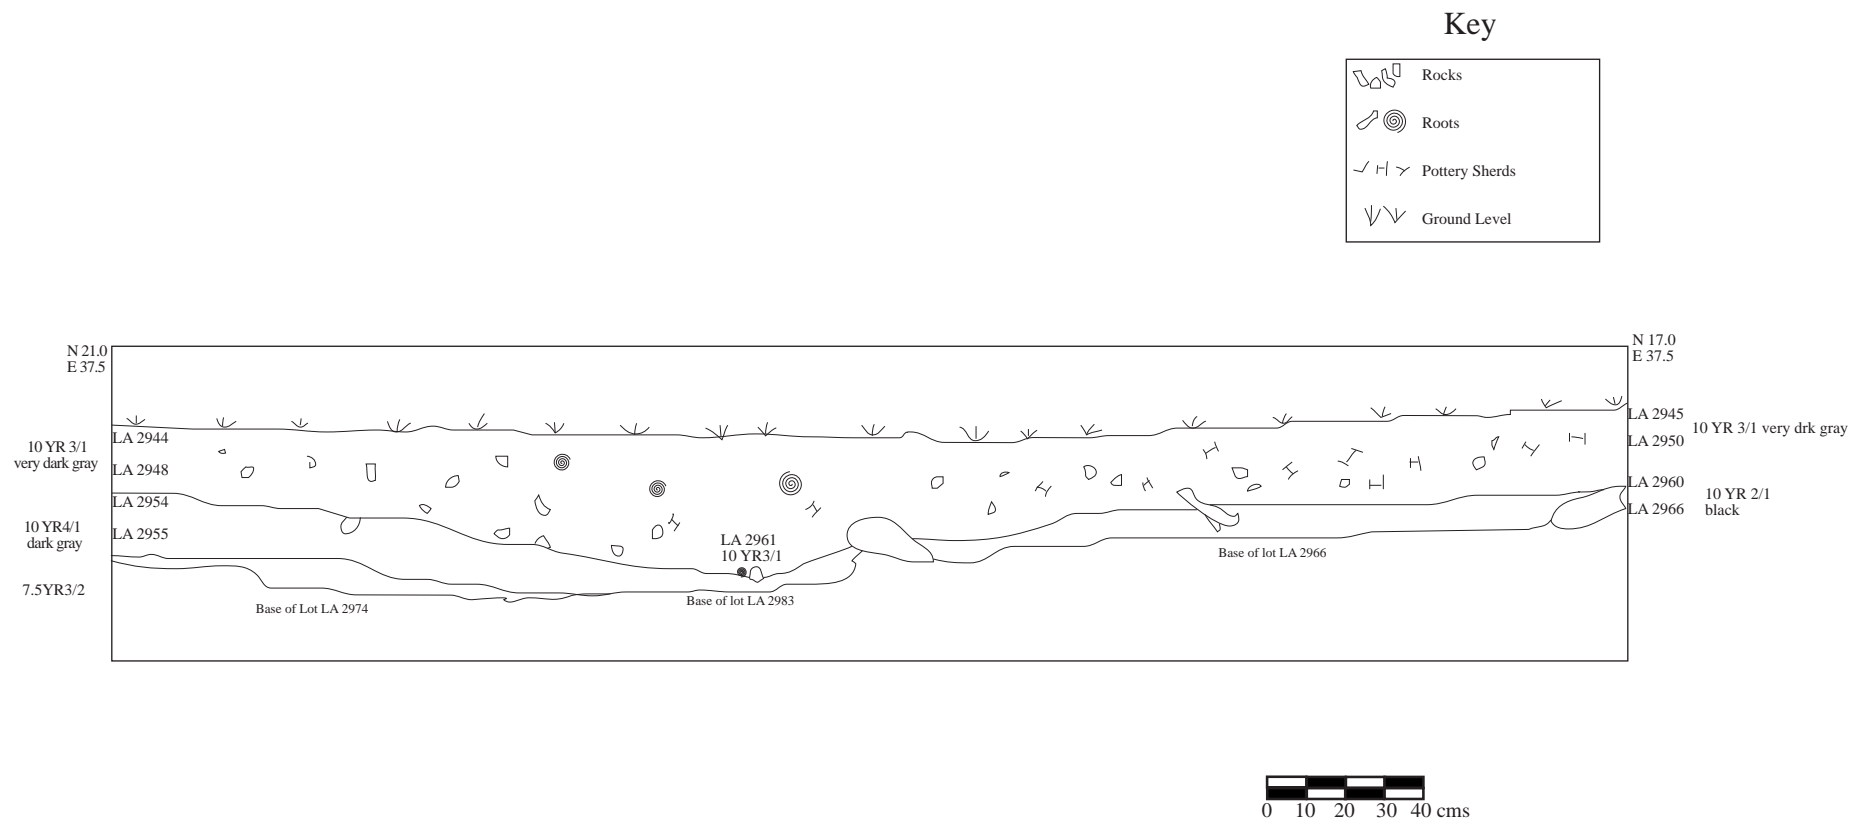 Key
Rocks
Roots
Pottery Sherds
Ground Level
N 21.0
E 37.5
N 17.0
E 37.5
10 YR 3/1
very dark gray
LA 2944
LA 2948
LA 2954
10 YR4/1
dark gray
LA 2955
7.5YR3/2
LA 2961
10 YR3/1
Base of Lot LA 2974
Base of lot LA 2983
Base of lot LA 2966
LA 2945
10 YR 3/1 very drk gray
LA 2950
LA 2960
10 YR 2/1
black
LA 2966
0 10 20 30 40 cms